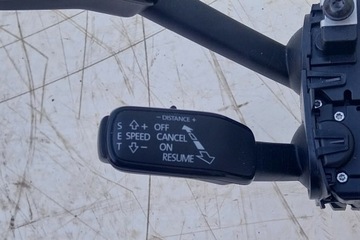 - DISTANCE +
S ⇧+ OFF
E SPEED CANCEL
T ⇩- ON
RESUME